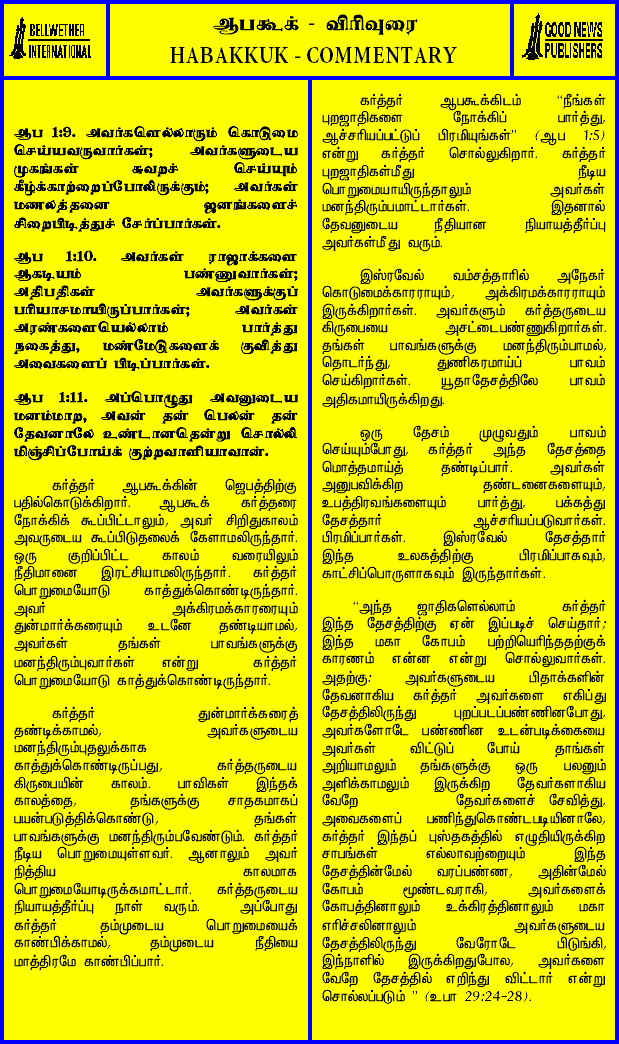 BELLWETHER
INTERNATIONAL
ஆபகூக் - விரிவுரை
HABAKKUK - COMMENTARY
GOOD NEWS
PUBLISHERS
ஆப 1:9. அவர்களெல்லாரும் கொடுமை
செய்யவருவார்கள்; அவர்களுடைய
முகங்கள் சுவறச் செய்யும்
கீழ்க்காற்றைப்போலிருக்கும்; அவர்கள்
மணலத்தனை ஜனங்களைச்
சிறைபிடித்துச் சேர்ப்பார்கள்.
ஆப 1:10. அவர்கள் ராஜாக்களை
ஆகடியம் பண்ணுவார்கள்;
அதிபதிகள் அவர்களுக்குப்
பரியாசமாயிருப்பார்கள்; அவர்கள்
அரண்களையெல்லாம் பார்த்து
நகைத்து, மண்மேடுகளைக் குவித்து
அவைகளைப் பிடிப்பார்கள்.
ஆப 1:11. அப்பொழுது அவனுடைய
மனம்மாற, அவன் தன் பெலன் தன்
தேவனாலே உண்டானதென்று சொல்லி
மிஞ்சிப்போய்க் குற்றவாளியாவான்.
கர்த்தர் ஆபகூக்கின் ஜெபத்திற்கு
பதில்கொடுக்கிறார். ஆபகூக் கர்த்தரை
நோக்கிக் கூப்பிட்டாலும், அவர் சிறிதுகாலம்
அவருடைய கூப்பிடுதலைக் கேளாமலிருந்தார்.
ஒரு குறிப்பிட்ட காலம் வரையிலும்
நீதிமானை இரட்சியாமலிருந்தார். கர்த்தர்
பொறுமையோடு காத்துக்கொண்டிருந்தார்.
அவர் அக்கிரமக்காரரையும்
துன்மார்க்கரையும் உடனே தண்டியாமல்,
அவர்கள் தங்கள் பாவங்களுக்கு
மனந்திரும்புவார்கள் என்று கர்த்தர்
பொறுமையோடு காத்துக்கொண்டிருந்தார்.
கர்த்தர் துன்மார்க்கரைத்
தண்டிக்காமல், அவர்களுடைய
மனந்திரும்புதலுக்காக
காத்துக்கொண்டிருப்பது, கர்த்தருடைய
கிருபையின் காலம். பாவிகள் இந்தக்
காலத்தை, தங்களுக்கு சாதகமாகப்
பயன்படுத்திக்கொண்டு, தங்கள்
பாவங்களுக்கு மனந்திரும்பவேண்டும். கர்த்தர்
நீடிய பொறுமையுள்ளவர். ஆனாலும் அவர்
நித்திய காலமாக
பொறுமையோடிருக்கமாட்டார். கர்த்தருடைய
நியாயத்தீர்ப்பு நாள் வரும். அப்போது
கர்த்தர் தம்முடைய பொறுமையைக்
காண்பிக்காமல், தம்முடைய நீதியை
மாத்திரமே காண்பிப்பார்.
கர்த்தர் ஆபகூக்கிடம் “நீங்கள்
புறஜாதிகளை நோக்கிப் பார்த்து,
ஆச்சரியப்பட்டுப் பிரமியுங்கள்” (ஆப 1:5)
என்று கர்த்தர் சொல்லுகிறார். கர்த்தர்
புறஜாதிகள்மீது நீடிய
பொறுமையாயிருந்தாலும் அவர்கள்
மனந்திரும்பமாட்டார்கள். இதனால்
தேவனுடைய நீதியான நியாயத்தீர்ப்பு
அவர்கள்மீது வரும்.
இஸ்ரவேல் வம்சத்தாரில் அநேகர்
கொடுமைக்காரராயும், அக்கிரமக்காரராயும்
இருக்கிறார்கள். அவர்களும் கர்த்தருடைய
கிருபையை அசட்டைபண்ணுகிறார்கள்.
தங்கள் பாவங்களுக்கு மனந்திரும்பாமல்,
தொடர்ந்து, துணிகரமாய்ப் பாவம்
செய்கிறார்கள். யூதாதேசத்திலே பாவம்
அதிகமாயிருக்கிறது.
ஒரு தேசம் முழுவதும் பாவம்
செய்யும்போது, கர்த்தர் அந்த தேசத்தை
மொத்தமாய்த் தண்டிப்பார். அவர்கள்
அனுபவிக்கிற தண்டனைகளையும்,
உபத்திரவங்களையும் பார்த்து, பக்கத்து
தேசத்தார் ஆச்சரியப்படுவார்கள்.
பிரமிப்பார்கள். இஸ்ரவேல் தேசத்தார்
இந்த உலகத்திற்கு பிரமிப்பாகவும்,
காட்சிப்பொருளாகவும் இருந்தார்கள்.
“அந்த ஜாதிகளெல்லாம் கர்த்தர்
இந்த தேசத்திற்கு ஏன் இப்படிச் செய்தார்;
இந்த மகா கோபம் பற்றியெரிந்ததற்குக்
காரணம் என்ன என்று சொல்லுவார்கள்.
அதற்கு: அவர்களுடைய பிதாக்களின்
தேவனாகிய கர்த்தர் அவர்களை எகிப்து
தேசத்திலிருந்து புறப்படப்பண்ணினபோது,
அவர்களோடே பண்ணின உடன்படிக்கையை
அவர்கள் விட்டுப் போய் தாங்கள்
அறியாமலும் தங்களுக்கு ஒரு பலனும்
அளிக்காமலும் இருக்கிற தேவர்களாகிய
வேறே தேவர்களைச் சேவித்து,
அவைகளைப் பணிந்துகொண்டபடியினாலே,
கர்த்தர் இந்தப் புஸ்தகத்தில் எழுதியிருக்கிற
சாபங்கள் எல்லாவற்றையும் இந்த
தேசத்தின்மேல் வரப்பண்ண, அதின்மேல்
கோபம் மூண்டவராகி, அவர்களைக்
கோபத்தினாலும் உக்கிரத்தினாலும் மகா
எரிச்சலினாலும் அவர்களுடைய
தேசத்திலிருந்து வேரோடே பிடுங்கி,
இந்நாளில் இருக்கிறதுபோல, அவர்களை
வேறே தேசத்தில் எறிந்து விட்டார் என்று
சொல்லப்படும் ” (உபா 29:24-28).